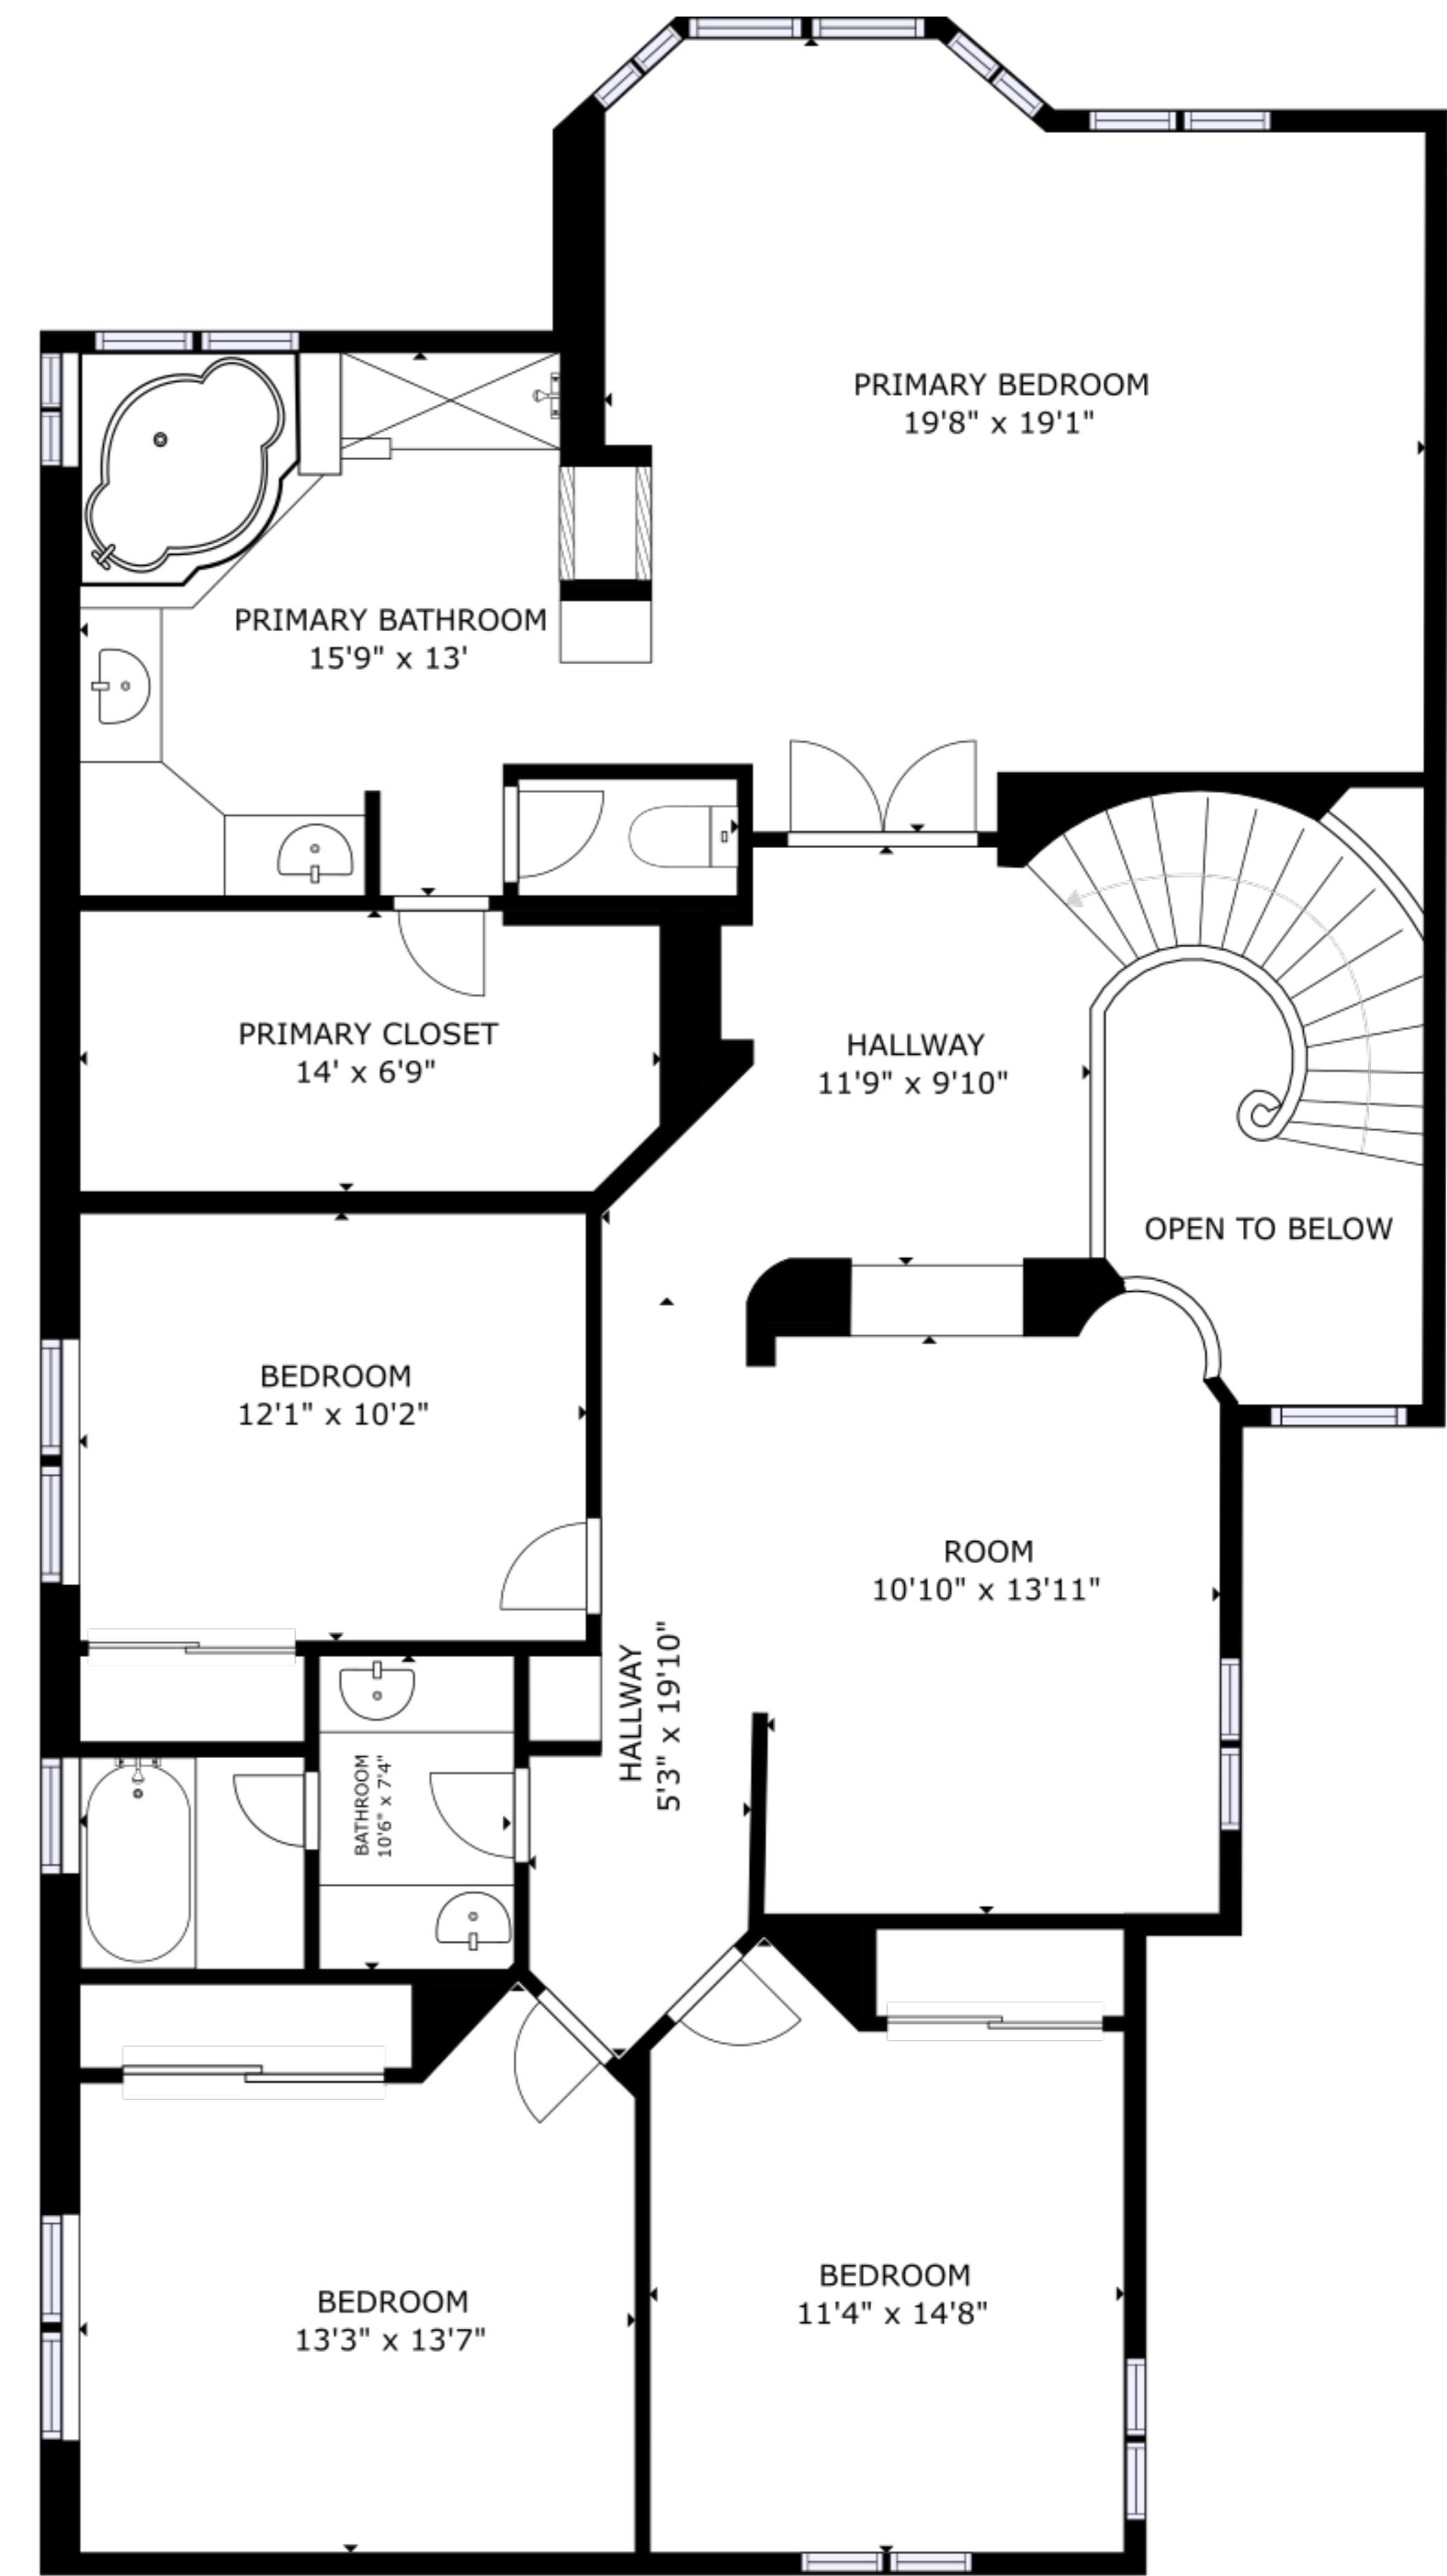 PRIMARY BEDROOM
19'8" x 19'1"
PRIMARY BATHROOM
15'9" x 13'
PRIMARY CLOSET
14' x 6'9"
HALLWAY
11'9" x 9'10"
OPEN TO BELOW
BEDROOM
12'1" x 10'2"
ROOM
10'10" x 13'11"
HALLWAY
5'3" x 19'10"
BATHROOM
10'6" x 7'4"
BEDROOM
11'4" x 14'8"
BEDROOM
13'3" x 13'7"